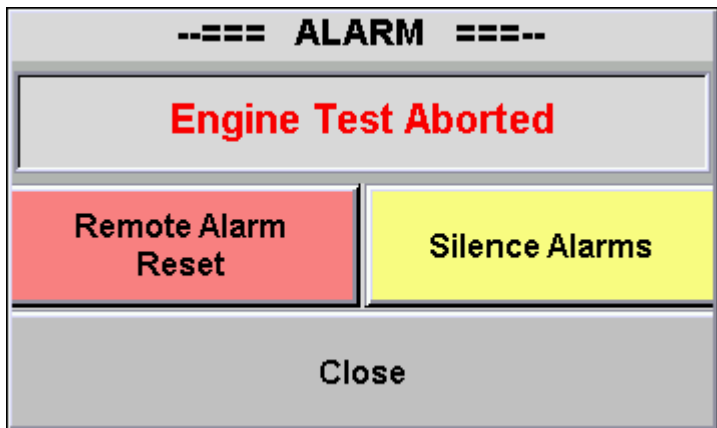 --=== ALARM ===--
Engine Test Aborted
Remote Alarm
Reset
Silence Alarms
Close